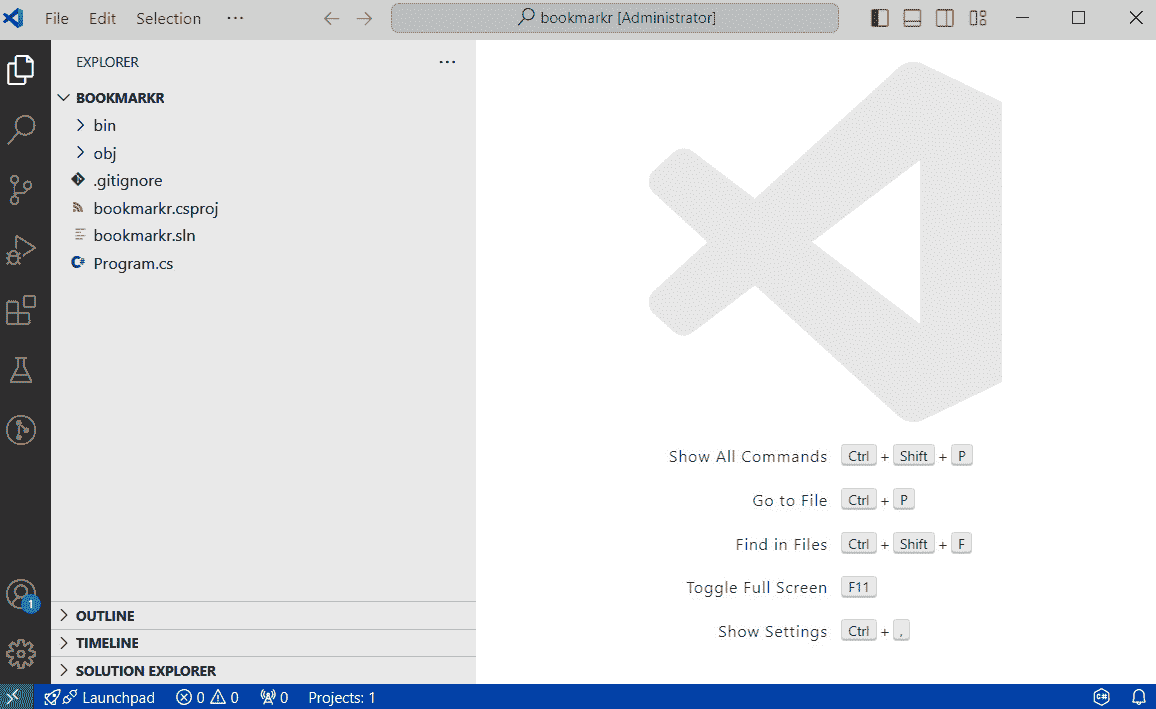 File Edit Selection ··· ← → bookmarkr [Administrator]
EXPLORER ···
BOOKMARKR
bin
obj
.gitignore
bookmarkr.csproj
bookmarkr.sln
C# Program.cs
Show All Commands Ctrl + Shift + P
Go to File Ctrl + P
Find in Files Ctrl + Shift + F
Toggle Full Screen F11
Show Settings Ctrl + ,
1
OUTLINE
TIMELINE
SOLUTION EXPLORER
Launchpad 0 0 0 Projects: 1 C#